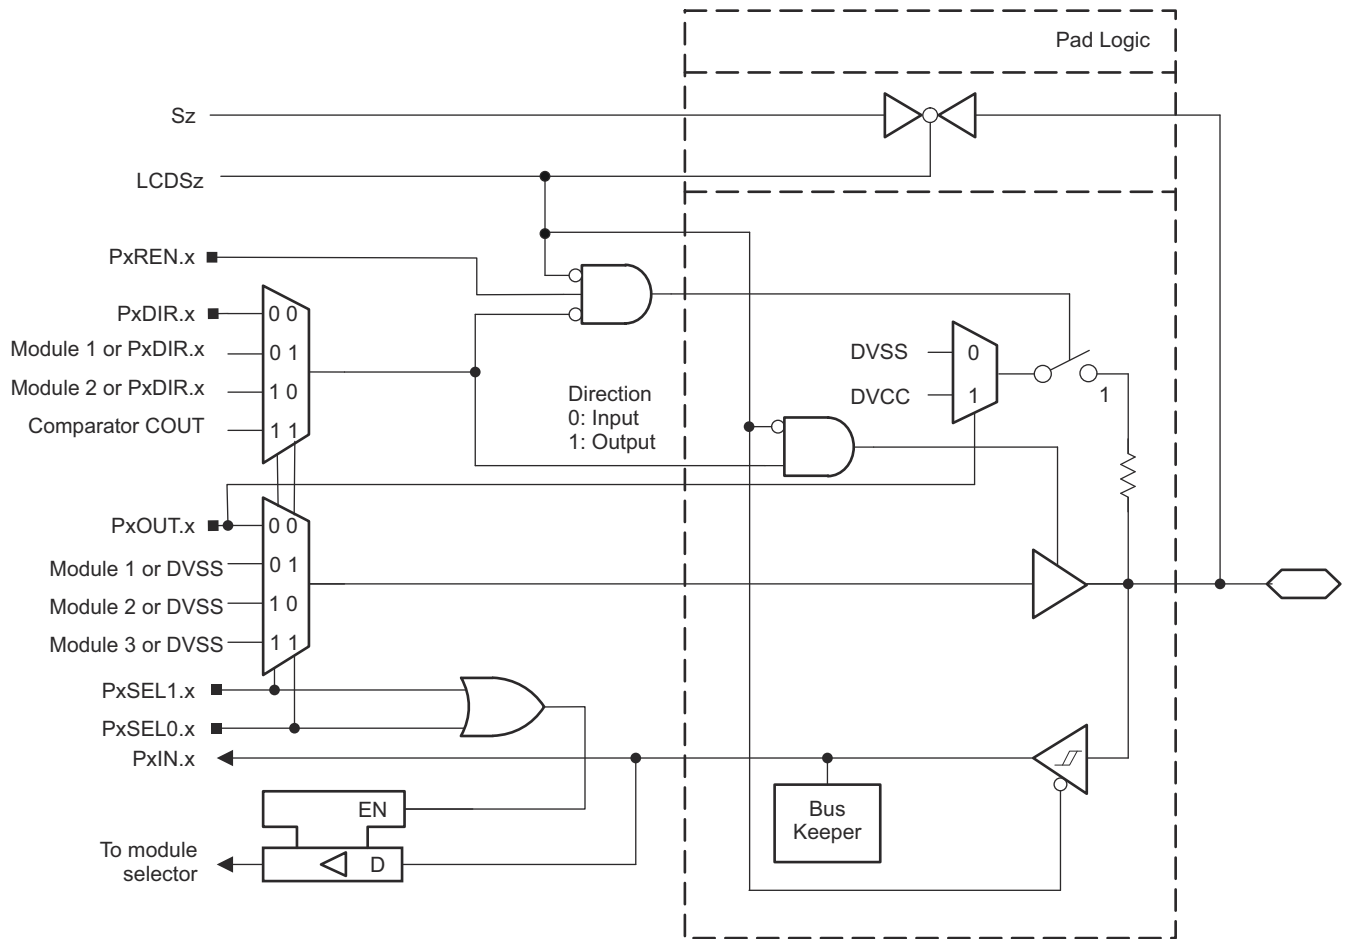 Pad Logic
Sz
LCDSz
PxREN.x
PxDIR.x
0 0
Module 1 or PxDIR.x
0 1
Module 2 or PxDIR.x
1 0
Comparator COUT
1 1
Direction
0: Input
1: Output
DVSS
0
DVCC
1
1
PxOUT.x
0 0
Module 1 or DVSS
0 1
Module 2 or DVSS
1 0
Module 3 or DVSS
1 1
PxSEL1.x
PxSEL0.x
PxIN.x
EN
D
To module
selector
Bus
Keeper